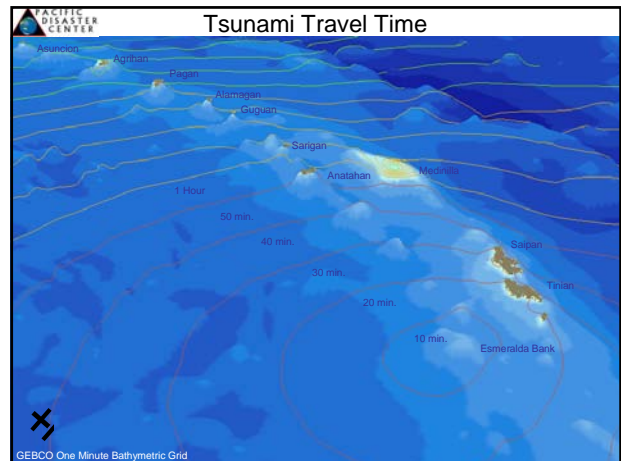 PACIFIC
DISASTER
CENTER
Tsunami Travel Time
Asuncion
Agrihan
Pagan
Alamagan
Guguan
Sarigan
Medinilla
Anatahan
1 Hour
50 min.
40 min.
30 min.
20 min.
10 min.
Saipan
Tinian
Esmeralda Bank
GEBCO One Minute Bathymetric Grid